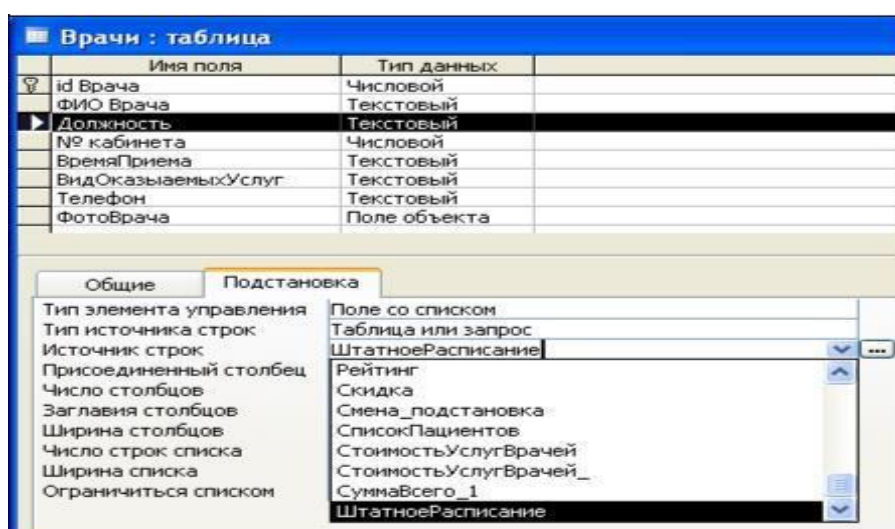 Врачи : таблица
Имя поля Тип данных
id Врача Числовой
ФИО Врача Текстовый
Должность Текстовый
№ кабинета Числовой
ВремяПриема Текстовый
ВидОказыаемыхУслуг Текстовый
Телефон Текстовый
ФотоВрача Поле объекта
Общие Подстановка
Тип элемента управления Поле со списком
Тип источника строк Таблица или запрос
Источник строк ШтатноеРасписание ...
Присоединенный столбец Рейтинг
Число столбцов Скидка
Заглавия столбцов Смена_подстановка
Ширина столбцов СписокПациентов
Число строк списка СтоимостьУслугВрачей
Ширина списка СтоимостьУслугВрачей_
Ограничиться списком СуммаВсего_1
ШтатноеРасписание